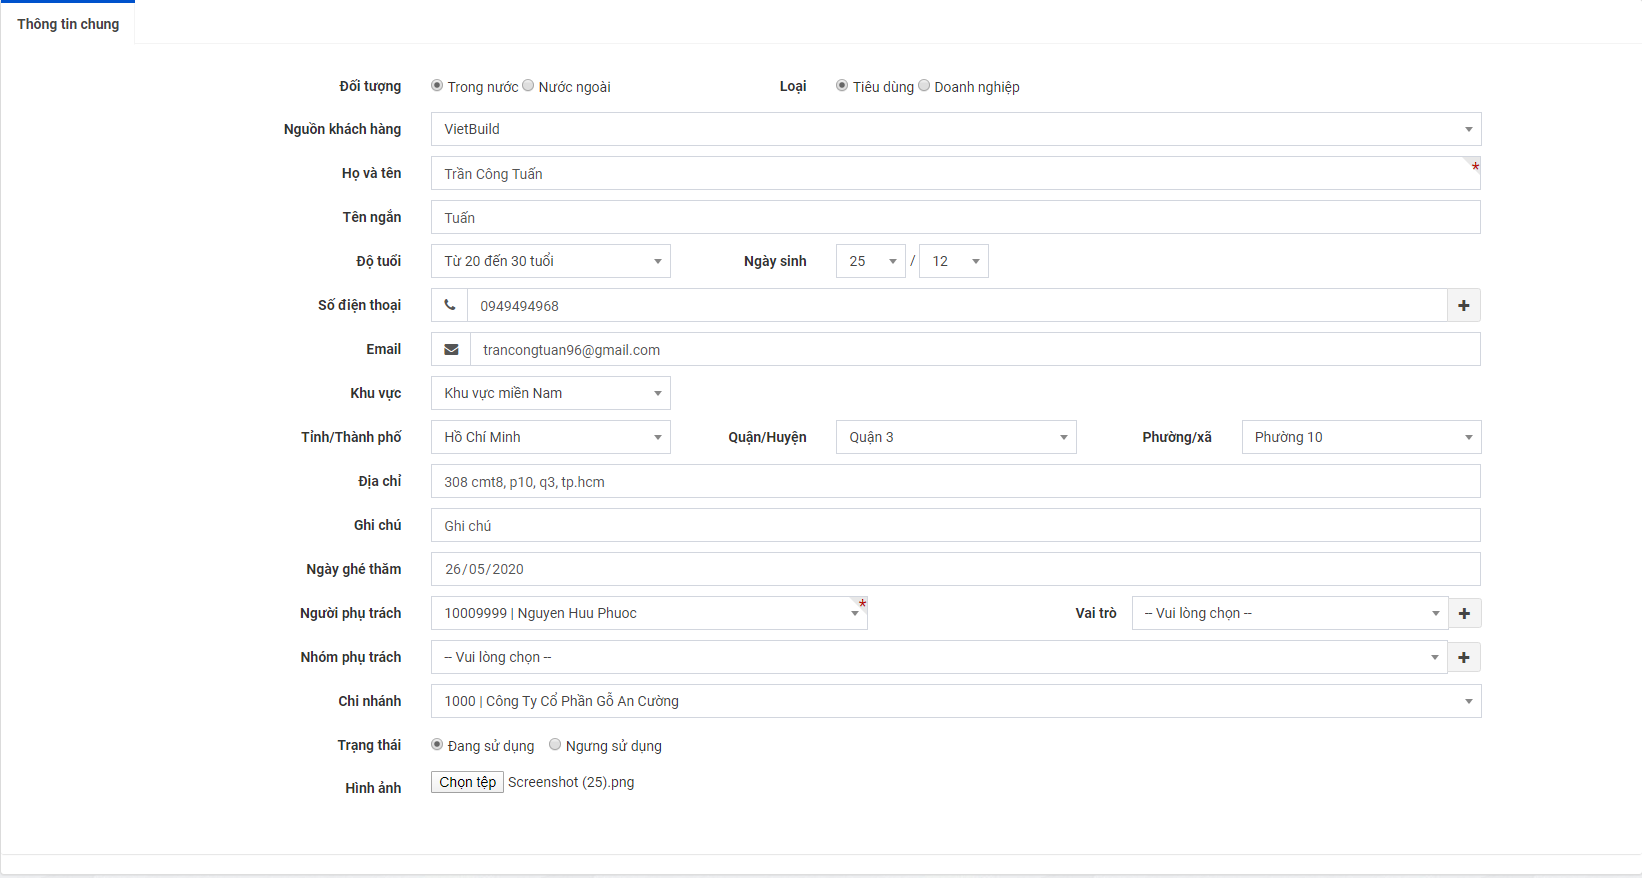 Thông tin chung
Đối tượng Trong nước Nước ngoài Loại Tiêu dùng Doanh nghiệp
Nguồn khách hàng VietBuild
Họ và tên Trần Công Tuấn *
Tên ngắn Tuấn
Độ tuổi Từ 20 đến 30 tuổi Ngày sinh 25 / 12
Số điện thoại 0949494968
Email trancongtuan96@gmail.com
Khu vực Khu vực miền Nam
Tỉnh/Thành phố Hồ Chí Minh Quận/Huyện Quận 3 Phường/xã Phường 10
Địa chỉ 308 cmt8, p10, q3, tp.hcm
Ghi chú Ghi chú
Ngày ghé thăm 26/05/2020
Người phụ trách 10009999 | Nguyen Huu Phuoc * Vai trò -- Vui lòng chọn --
Nhóm phụ trách -- Vui lòng chọn --
Chi nhánh 1000 | Công Ty Cổ Phần Gỗ An Cường
Trạng thái Đang sử dụng Ngưng sử dụng
Hình ảnh Chọn tệp Screenshot (25).png